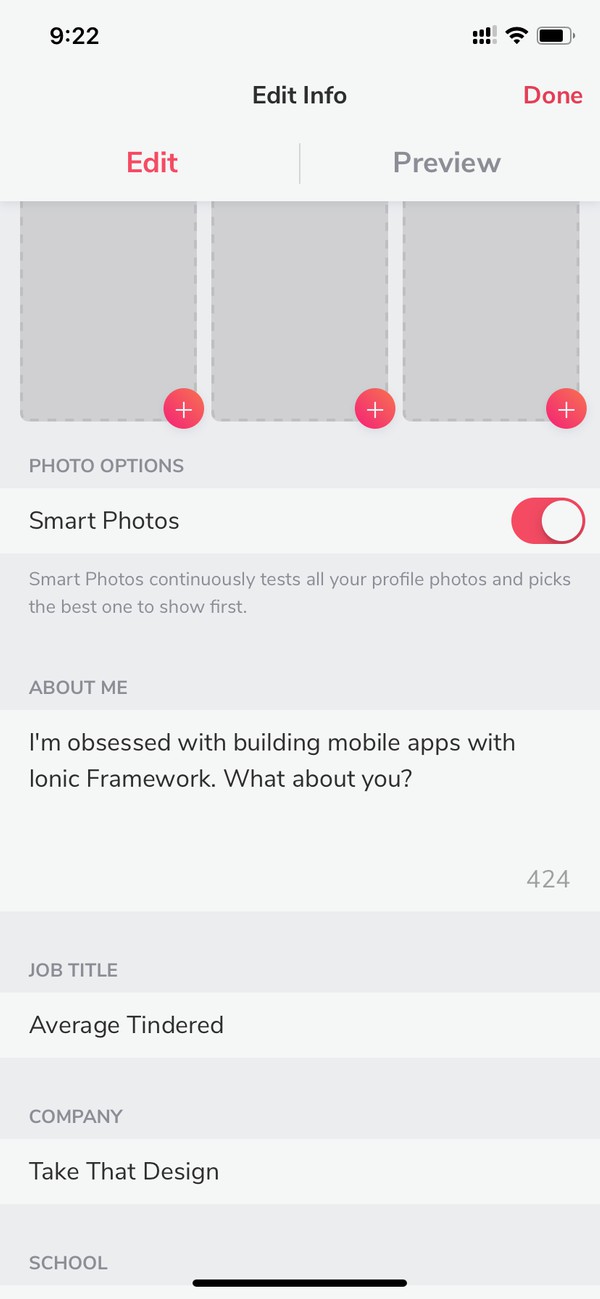 9:22
Edit Info
Done
Edit
Preview
PHOTO OPTIONS
Smart Photos
Smart Photos continuously tests all your profile photos and picks
the best one to show first.
ABOUT ME
I'm obsessed with building mobile apps with
Ionic Framework. What about you?
424
JOB TITLE
Average Tindered
COMPANY
Take That Design
SCHOOL